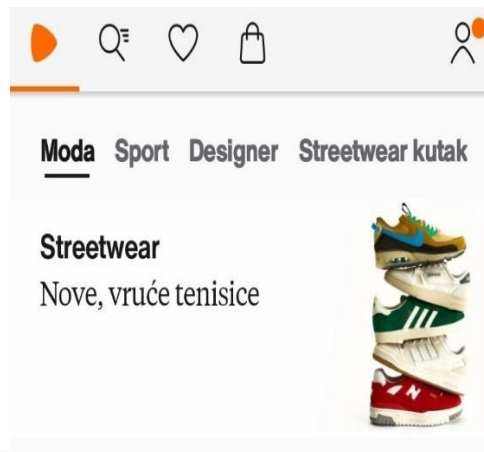 Moda Sport Designer Streetwear kutak
Streetwear
Nove, vruće tenisice